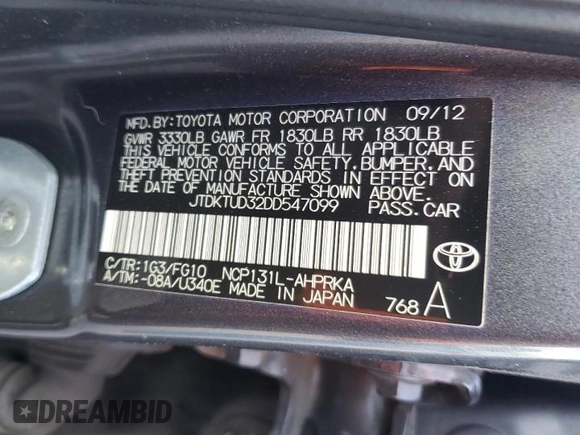 MFD.BY:TOYOTA MOTOR CORPORATION 09/12
GVWR 3330LB GAWR FR 1830LB RR 1830LB
THIS VEHICLE CONFORMS TO ALL APPLICABLE
FEDERAL MOTOR VEHICLE SAFETY,BUMPER,AND
THEFT PREVENTION STANDARDS IN EFFECT ON
THE DATE OF MANUFACTURE SHOWN ABOVE.
JTDKTUD32DD547099 PASS.CAR
C/TR:1G3/FG10 NCP131L-AHPRKA
A/TM:-08A/U340E MADE IN JAPAN
768 A
DREAMBID